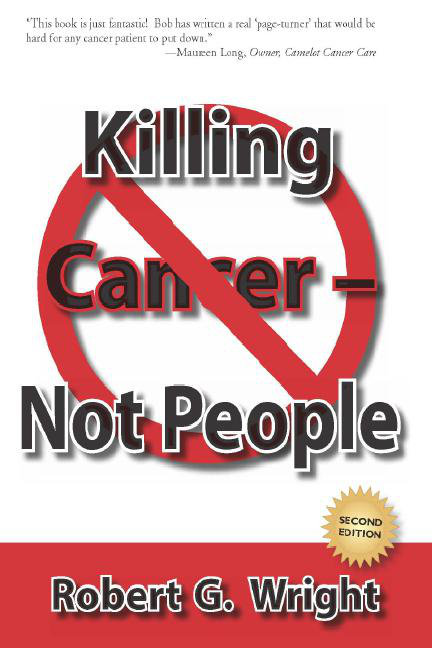 "This book is just fantastic! Bob has written a real 'page-turner' that would be
hard for any cancer patient to put down."
—Maureen Long, Owner, Camelot Cancer Care
Killing
Cancer –
Not People
SECOND
EDITION
Robert G. Wright